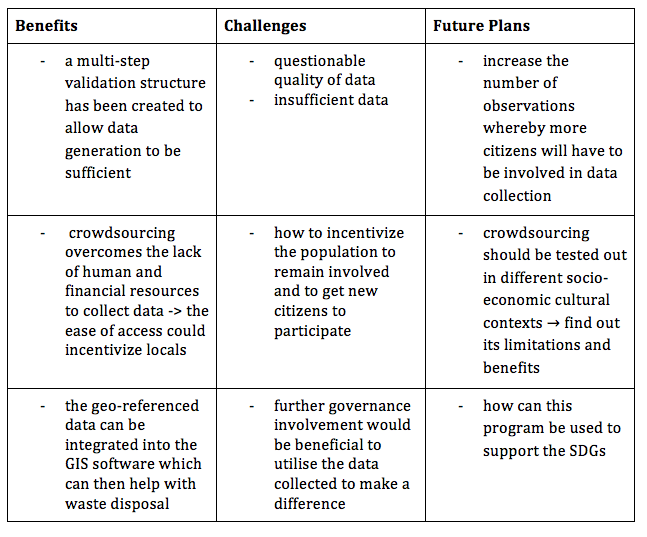 Benefits
Challenges
Future Plans
- a multi-step
validation structure
has been created to
allow data
generation to be
sufficient
- questionable
quality of data
- insufficient data
- increase the
number of
observations
whereby more
citizens will have to
be involved in data
collection
- crowdsourcing
overcomes the lack
of human and
financial resources
to collect data -> the
ease of access could
incentivize locals
- how to incentivize
the population to
remain involved
and to get new
citizens to
participate
- crowdsourcing
should be tested out
in different socio-
economic cultural
contexts → find out
its limitations and
benefits
- the geo-referenced
data can be
integrated into the
GIS software which
can then help with
waste disposal
- further governance
involvement would
be beneficial to
utilise the data
collected to make a
difference
- how can this
program be used to
support the SDGs